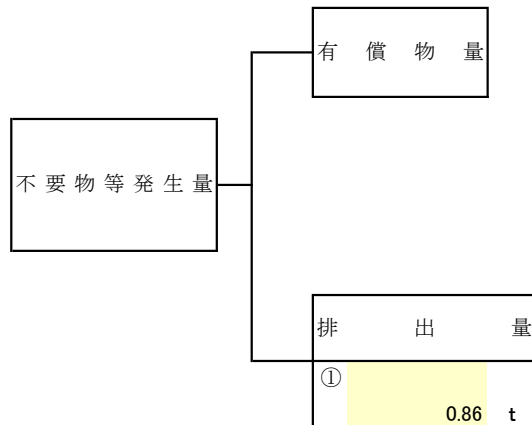 有償物量
不要物等発生量
排出量
①
0.86 t